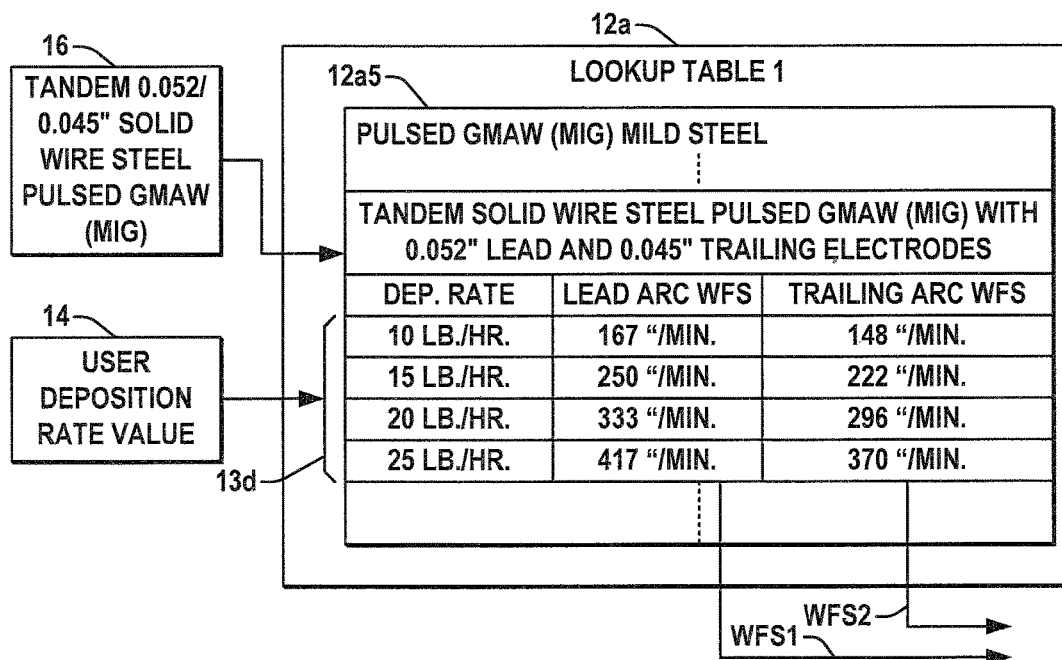 16
TANDEM 0.052/
0.045" SOLID
WIRE STEEL
PULSED GMAW
(MIG)
14
USER
DEPOSITION
RATE VALUE
12a
LOOKUP TABLE 1
12a5
PULSED GMAW (MIG) MILD STEEL
TANDEM SOLID WIRE STEEL PULSED GMAW (MIG) WITH
0.052" LEAD AND 0.045" TRAILING ELECTRODES
DEP. RATE LEAD ARC WFS TRAILING ARC WFS
10 LB./HR. 167 “/MIN. 148 “/MIN.
15 LB./HR. 250 “/MIN. 222 “/MIN.
20 LB./HR. 333 “/MIN. 296 “/MIN.
25 LB./HR. 417 “/MIN. 370 “/MIN.
13d
WFS2
WFS1